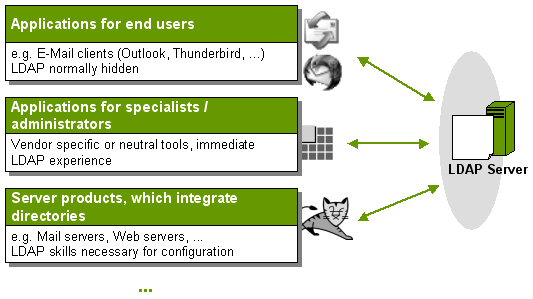 Applications for end users
e.g. E-Mail clients (Outlook, Thunderbird, ...)
LDAP normally hidden
Applications for specialists /
administrators
Vendor specific or neutral tools, immediate
LDAP experience
Server products, which integrate
directories
e.g. Mail servers, Web servers, ...
LDAP skills necessary for configuration
...
LDAP Server